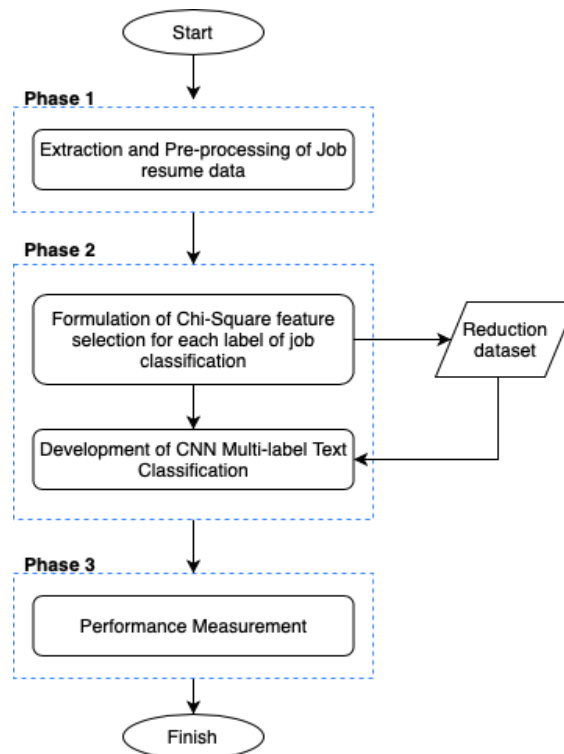 Start
Phase 1
Extraction and Pre-processing of Job
resume data
Phase 2
Formulation of Chi-Square feature
selection for each label of job
classification
Reduction
dataset
Development of CNN Multi-label Text
Classification
Phase 3
Performance Measurement
Finish